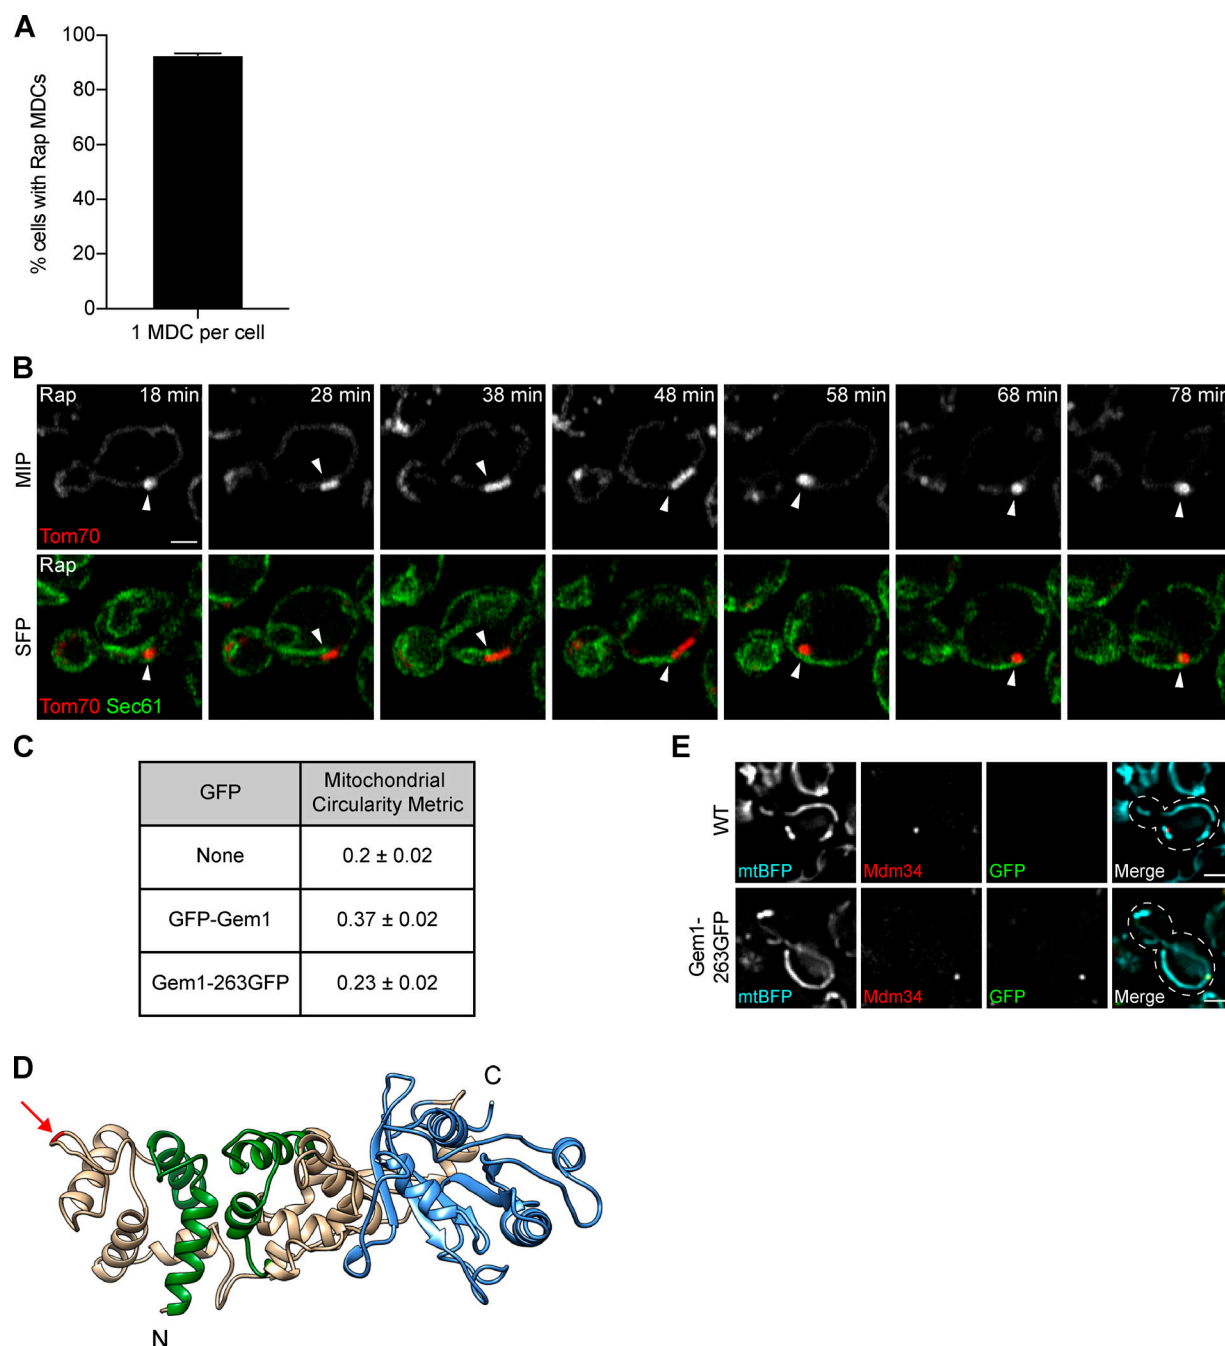 A
100
80
60
40
20
0
% cells with Rap MDCs
1 MDC per cell
B
Rap 18 min 28 min 38 min 48 min 58 min 68 min 78 min
MIP
Tom70
Rap
SFP
Tom70 Sec61
C
GFP Mitochondrial
Circularity Metric
None 0.2 ± 0.02
GFP-Gem1 0.37 ± 0.02
Gem1-263GFP 0.23 ± 0.02
E
WT
mtBFP Mdm34 GFP Merge
Gem1-
263GFP
mtBFP Mdm34 GFP Merge
D
C
N